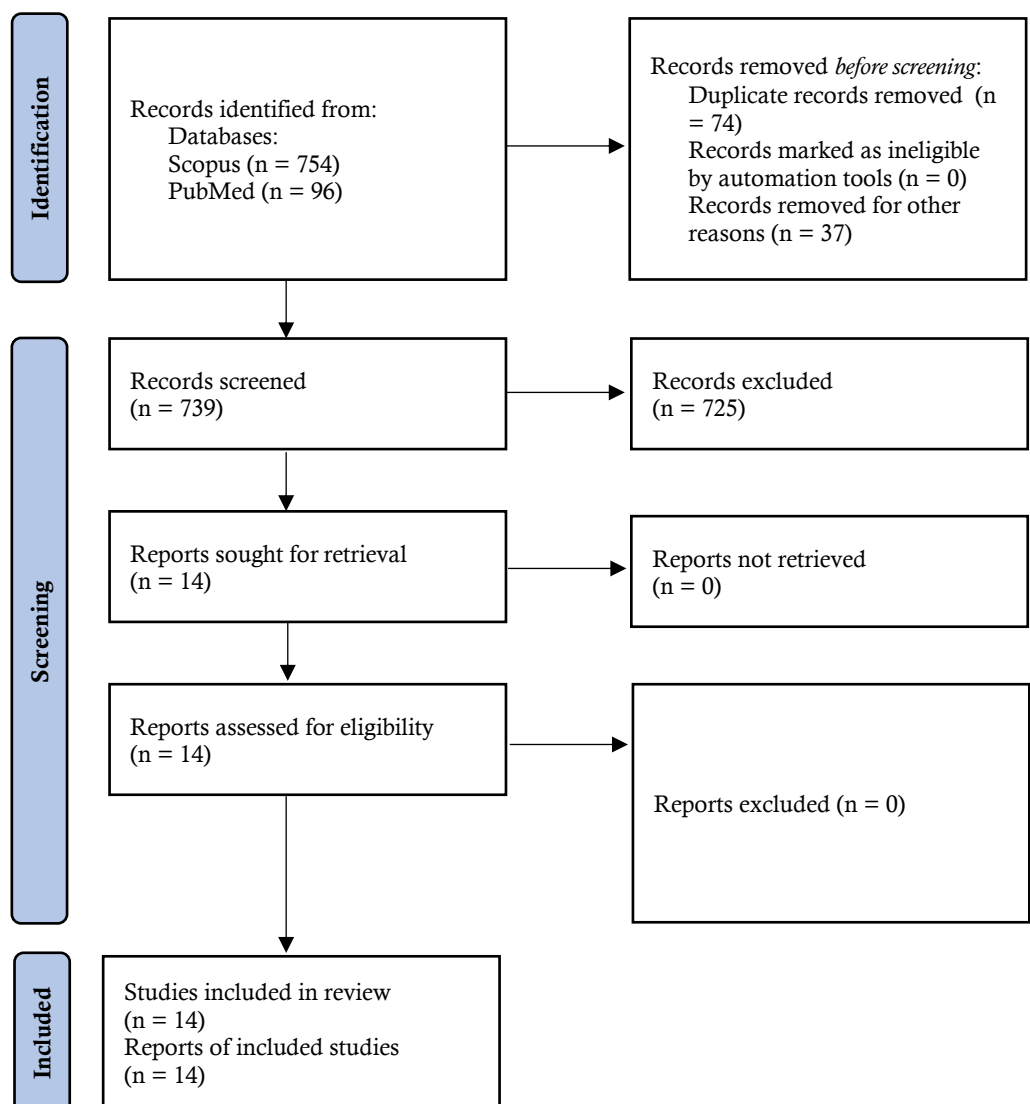 Identification
Records identified from:
Databases:
Scopus (n = 754)
PubMed (n = 96)
Records removed before screening:
Duplicate records removed (n
= 74)
Records marked as ineligible
by automation tools (n = 0)
Records removed for other
reasons (n = 37)
Screening
Records screened
(n = 739)
Records excluded
(n = 725)
Reports sought for retrieval
(n = 14)
Reports not retrieved
(n = 0)
Reports assessed for eligibility
(n = 14)
Reports excluded (n = 0)
Included
Studies included in review
(n = 14)
Reports of included studies
(n = 14)